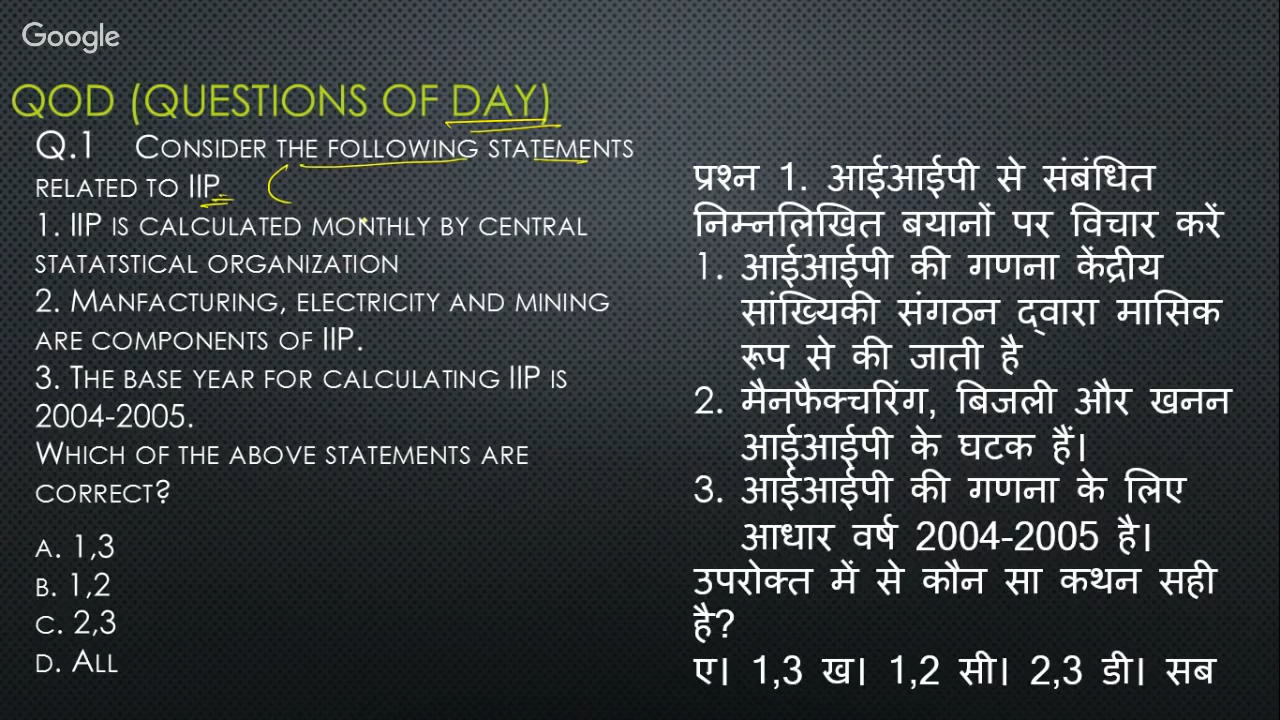 Google
QOD (QUESTIONS OF DAY)
Q.1 CONSIDER THE FOLLOWING STATEMENTS
RELATED TO IIP.
1. IIP IS CALCULATED MONTHLY BY CENTRAL
STATATSTICAL ORGANIZATION
2. MANFACTURING, ELECTRICITY AND MINING
ARE COMPONENTS OF IIP.
3. THE BASE YEAR FOR CALCULATING IIP IS
2004-2005.
WHICH OF THE ABOVE STATEMENTS ARE
CORRECT?
A. 1,3
B. 1,2
C. 2,3
D. ALL
प्रश्न 1. आईआईपी से संबंधित
निम्नलिखित बयानों पर विचार करें
1. आईआईपी की गणना केंद्रीय
सांख्यिकी संगठन द्वारा मासिक
रूप से की जाती है
2. मैनफैक्चरिंग, बिजली और खनन
आईआईपी के घटक हैं।
3. आईआईपी की गणना के लिए
आधार वर्ष 2004-2005 है।
उपरोक्त में से कौन सा कथन सही
है?
ए। 1,3 ख। 1,2 सी। 2,3 डी। सब